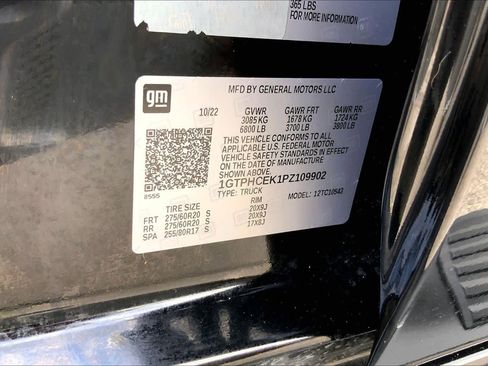 365 LBS
FOR MORE INFORMATION
gm
MFD BY GENERAL MOTORS LLC
10/22 GVWR GAWR FRT GAWR RR
3085 KG 1678 KG 1724 KG
6800 LB 3700 LB 3800 LB
THIS VEHICLE CONFORMS TO ALL
APPLICABLE U.S. FEDERAL MOTOR
VEHICLE SAFETY STANDARDS IN
EFFECT ON THE DATE OF MANUFACTURE
SHOWN ABOVE.
1GTPHCEK1PZ109902
TYPE: TRUCK MODEL: 12TC10543
8555
TIRE SIZE RIM
FRT 275/60R20 S 20X9J
RR 275/60R20 S 20X9J
SPA 255/80R17 S 17X8J